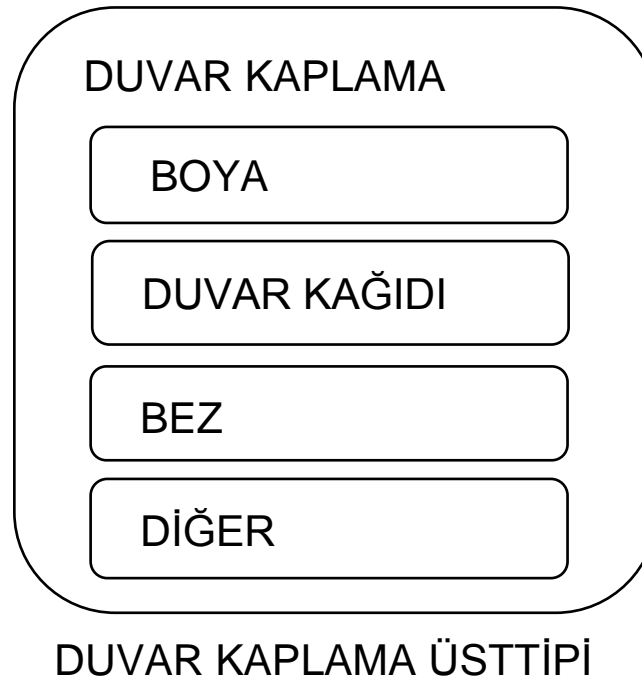 DUVAR KAPLAMA
BOYA
DUVAR KAĞIDI
BEZ
DİĞER
DUVAR KAPLAMA ÜSTTİPİ